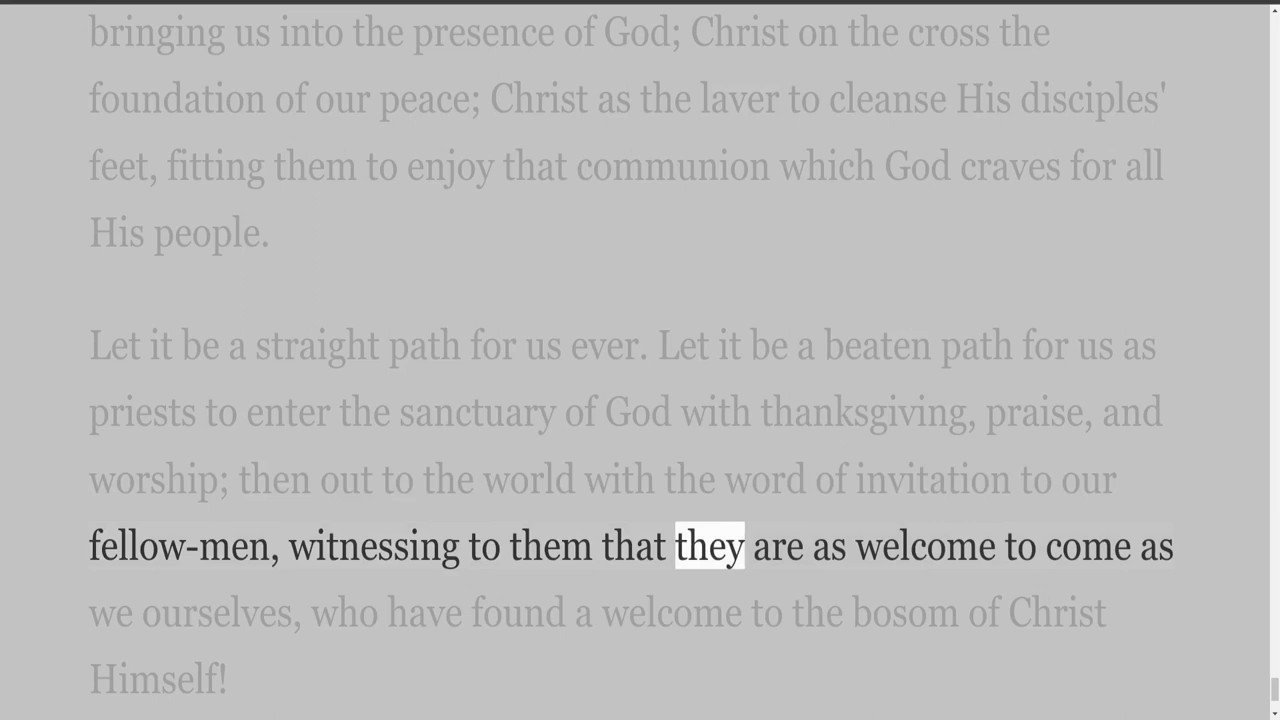 bringing us into the presence of God; Christ on the cross the
foundation of our peace; Christ as the laver to cleanse His disciples'
feet, fitting them to enjoy that communion which God craves for all
His people.
Let it be a straight path for us ever. Let it be a beaten path for us as
priests to enter the sanctuary of God with thanksgiving, praise, and
worship; then out to the world with the word of invitation to our
fellow-men, witnessing to them that they are as welcome to come as
we ourselves, who have found a welcome to the bosom of Christ
Himself!